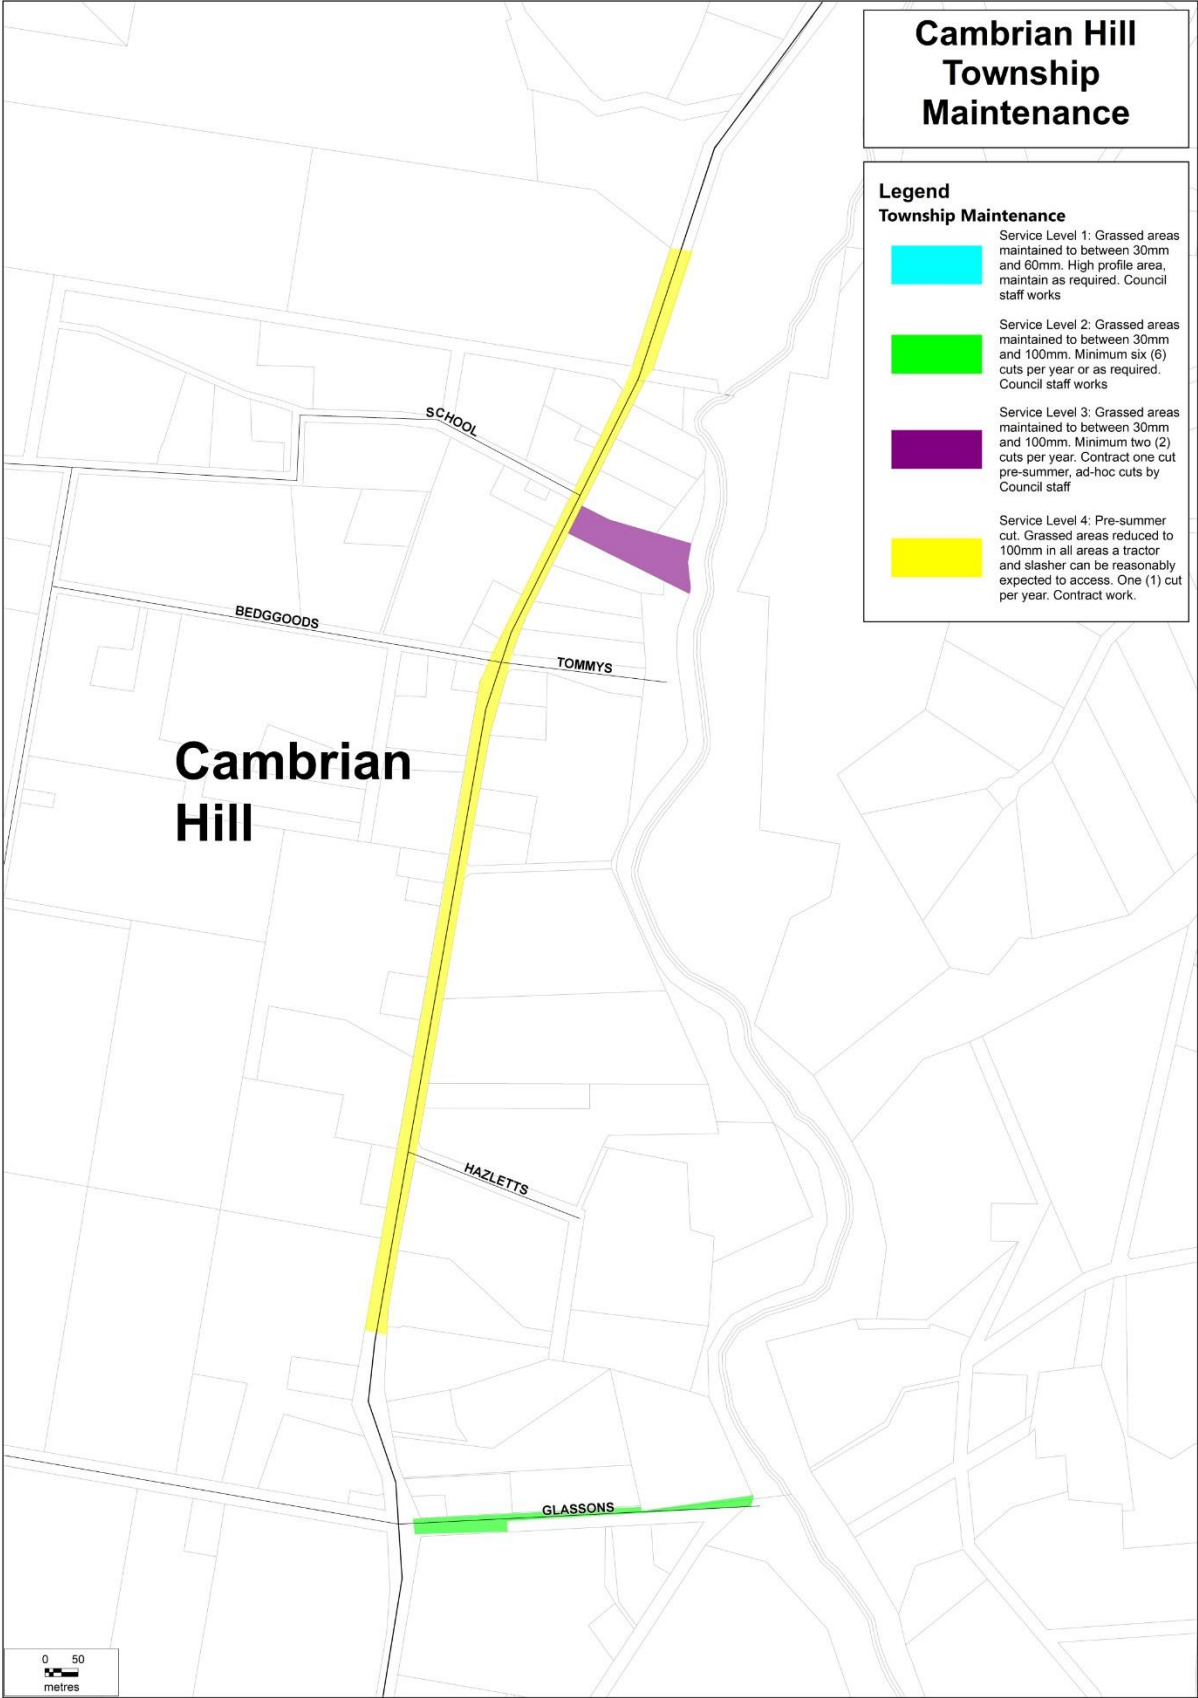 Cambrian Hill
Township
Maintenance
Legend
Township Maintenance
Service Level 1: Grassed areas
maintained to between 30mm
and 60mm. High profile area,
maintain as required. Council
staff works
Service Level 2: Grassed areas
maintained to between 30mm
and 100mm. Minimum six (6)
cuts per year or as required.
Council staff works
Service Level 3: Grassed areas
maintained to between 30mm
and 100mm. Minimum two (2)
cuts per year. Contract one cut
pre-summer, ad-hoc cuts by
Council staff
Service Level 4: Pre-summer
cut. Grassed areas reduced to
100mm in all areas a tractor
and slasher can be reasonably
expected to access. One (1) cut
per year. Contract work.
SCHOOL
BEDGGOODS
TOMMYS
Cambrian
Hill
HAZLETTS
GLASSONS
0 50
metres